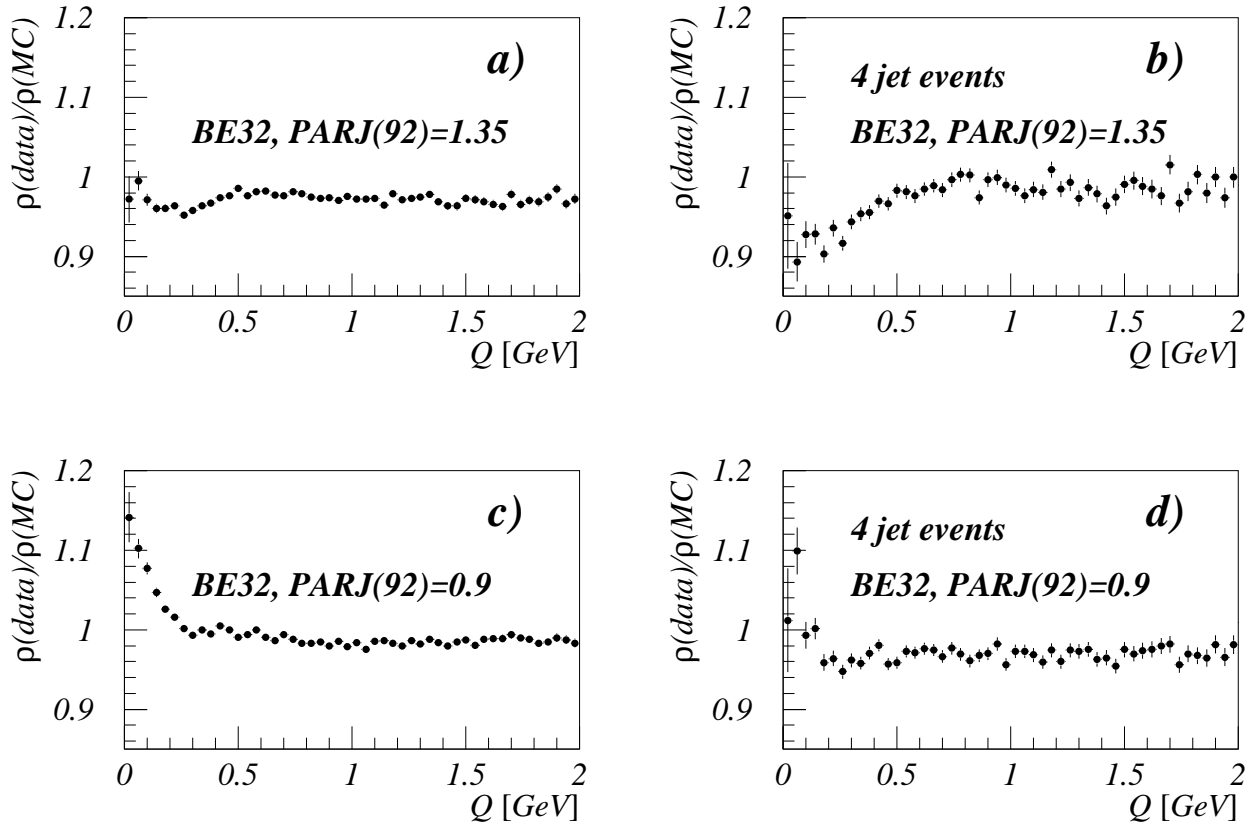 ρ(data)/ρ(MC)
1.2
1.1
1
0.9
a)
BE32, PARJ(92)=1.35
0 0.5 1 1.5 2
Q [GeV]
ρ(data)/ρ(MC)
1.2
1.1
1
0.9
b)
4 jet events
BE32, PARJ(92)=1.35
0 0.5 1 1.5 2
Q [GeV]
ρ(data)/ρ(MC)
1.2
1.1
1
0.9
c)
BE32, PARJ(92)=0.9
0 0.5 1 1.5 2
Q [GeV]
ρ(data)/ρ(MC)
1.2
1.1
1
0.9
d)
4 jet events
BE32, PARJ(92)=0.9
0 0.5 1 1.5 2
Q [GeV]